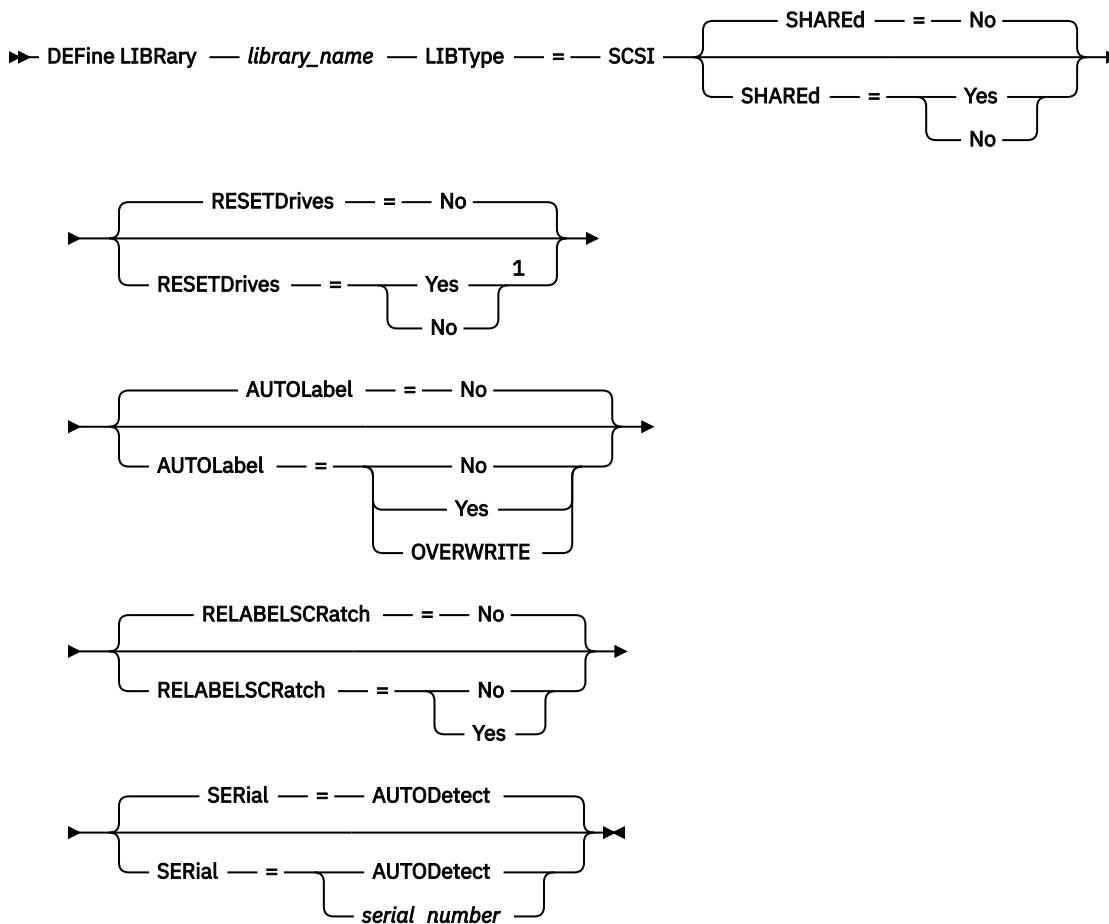 SHAREd = No
DEFine LIBRary library_name LIBType = SCSI
SHAREd = Yes
No
RESETDrives = No
RESETDrives = Yes 1
No
AUTOLabel = No
AUTOLabel = No
Yes
OVERWRITE
RELABELSCRatch = No
RELABELSCRatch = No
Yes
SERial = AUTODetect
SERial = AUTODetect
serial_number